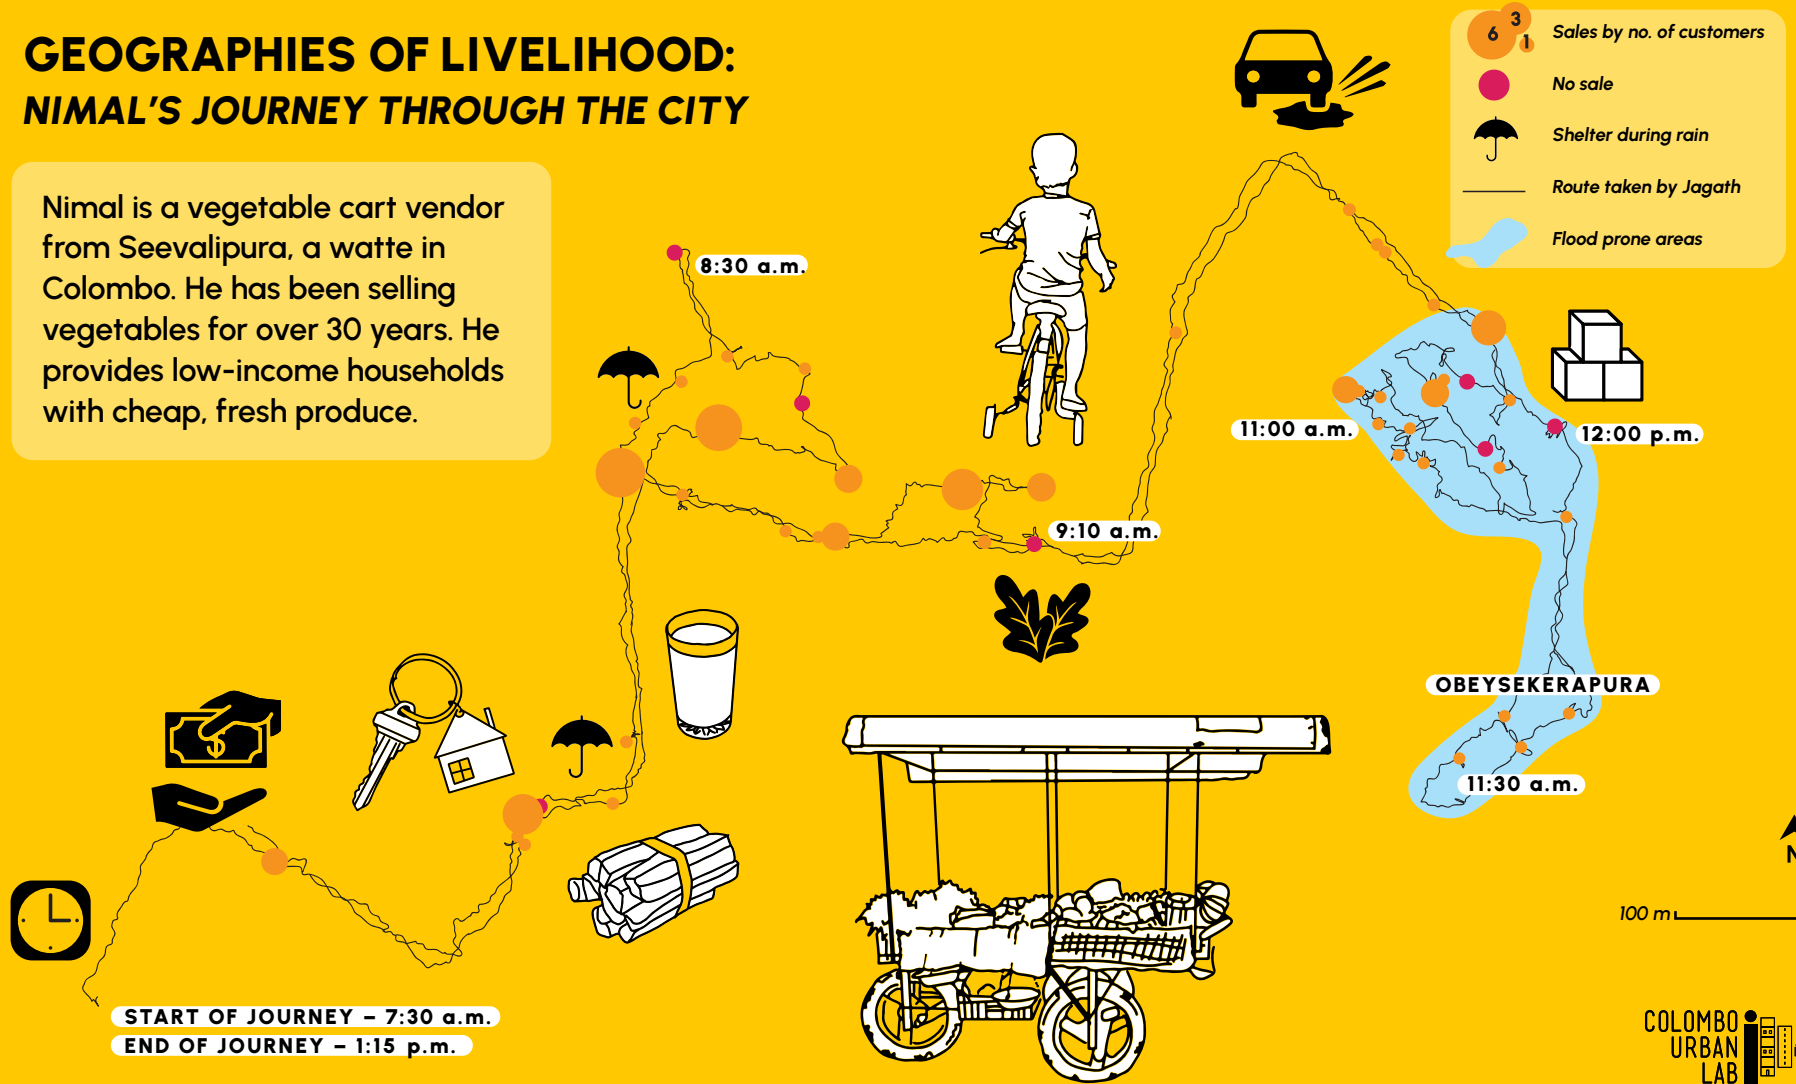 GEOGRAPHIES OF LIVELIHOOD:
NIMAL'S JOURNEY THROUGH THE CITY
Nimal is a vegetable cart vendor
from Seevalipura, a watte in
Colombo. He has been selling
vegetables for over 30 years. He
provides low-income households
with cheap, fresh produce.
6
3
1
Sales by no. of customers
No sale
Shelter during rain
Route taken by Jagath
Flood prone areas
8:30 a.m.
11:00 a.m.
12:00 p.m.
9:10 a.m.
OBEYSEKERAPURA
11:30 a.m.
$
START OF JOURNEY – 7:30 a.m.
END OF JOURNEY – 1:15 p.m.
100 m
COLOMBO
URBAN
LAB